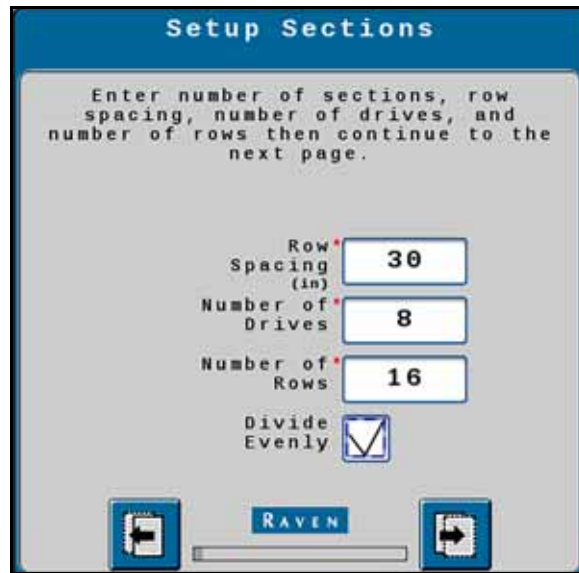 Setup Sections
Enter number of sections, row
spacing, number of drives, and
number of rows then continue to the
next page.
Row*
Spacing
(in)
30
Number of*
Drives
8
Number of*
Rows
16
Divide
Evenly
RAVEN